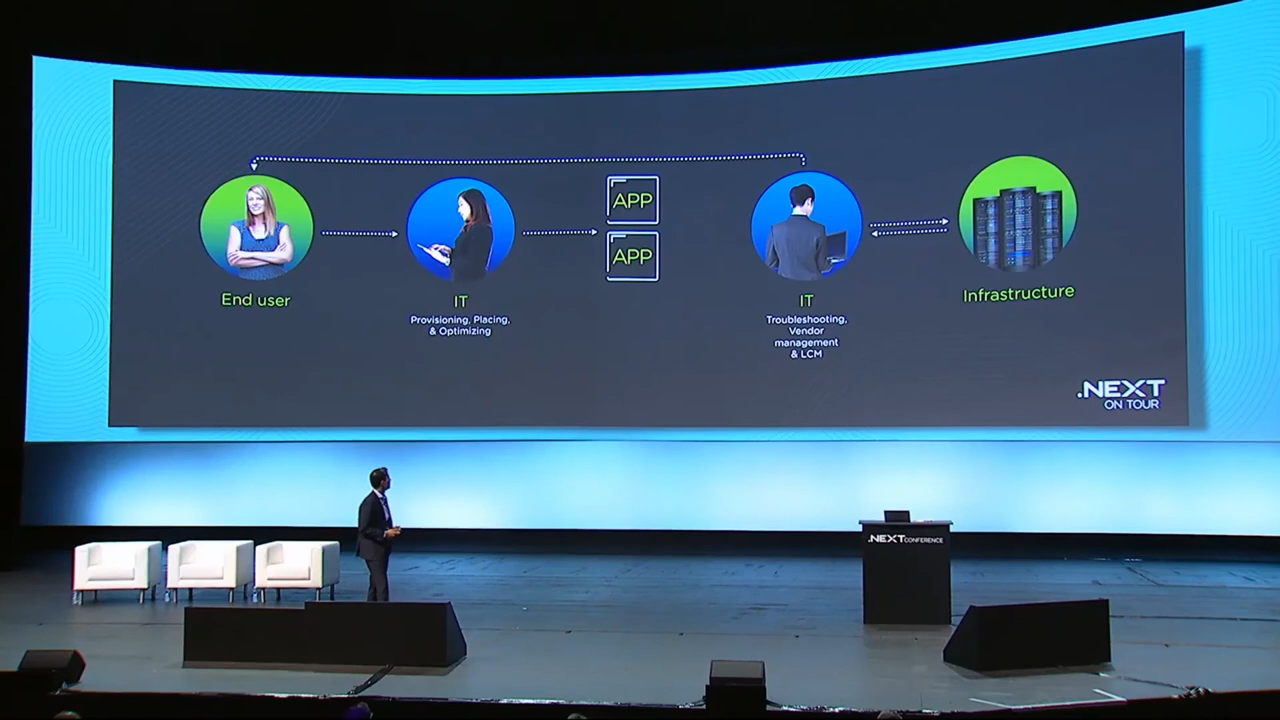 APP
APP
End user
IT
Provisioning, Placing,
& Optimizing
IT
Troubleshooting,
Vendor
management
& LCM
Infrastructure
.NEXT
ON TOUR
.NEXT CONFERENCE